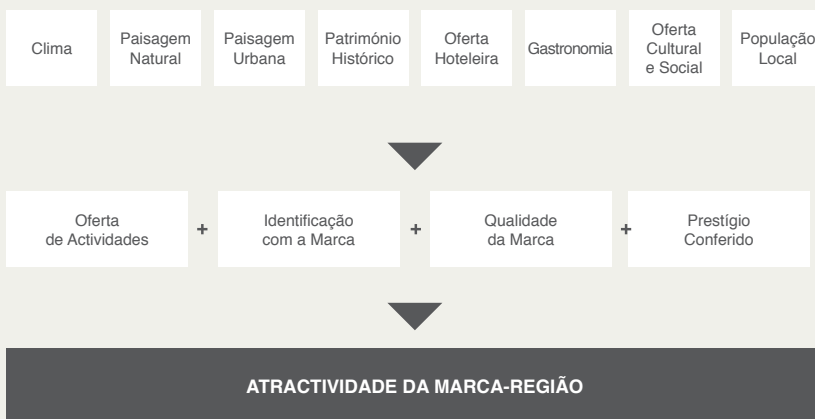 Clima
Paisagem
Natural
Paisagem
Urbana
Património
Histórico
Oferta
Hoteleira
Gastronomia
Oferta
Cultural
e Social
População
Local
Oferta
de Actividades
+
Identificação
com a Marca
+
Qualidade
da Marca
+
Prestígio
Conferido
ATRACTIVIDADE DA MARCA-REGIÃO